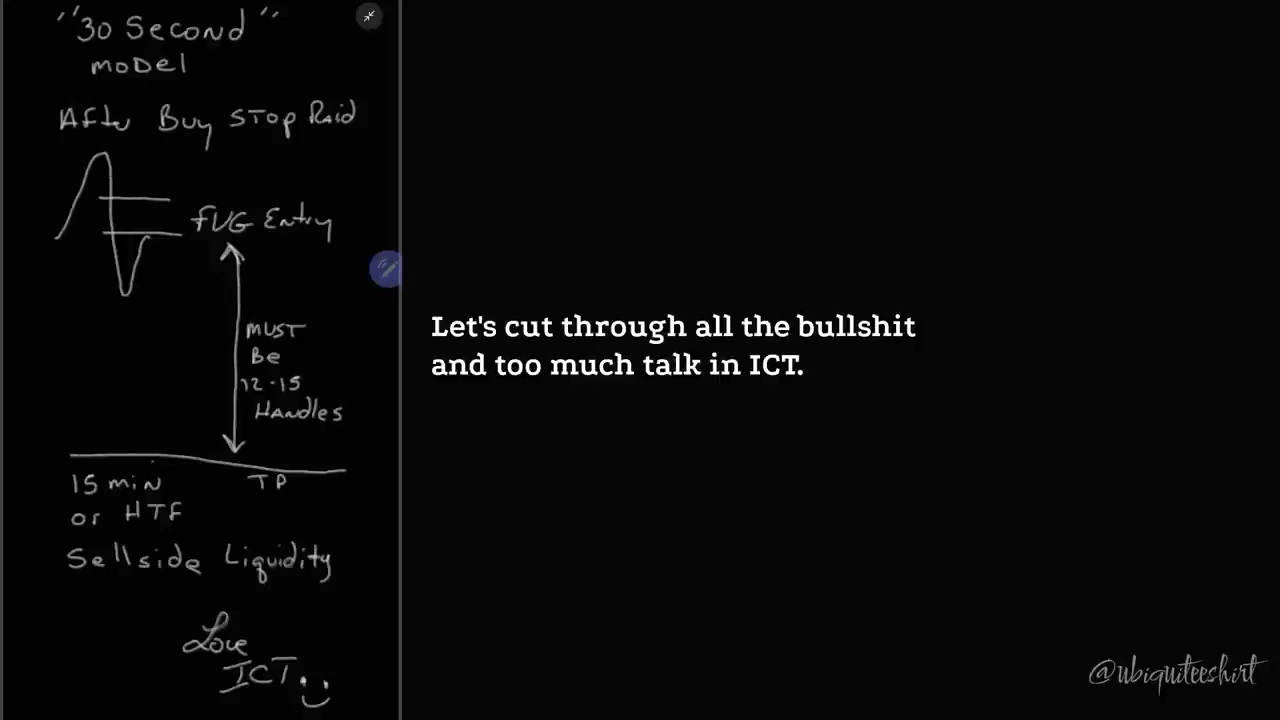 "30 Second"
moDel
After Buy STop Raid
FVG Entry
MUST
Be
12-15
HANdles
15 min
TP
or HTF
Sellside Liquidity
Love
ICT
Let's cut through all the bullshit
and too much talk in ICT.
@ubiquiteeshirt